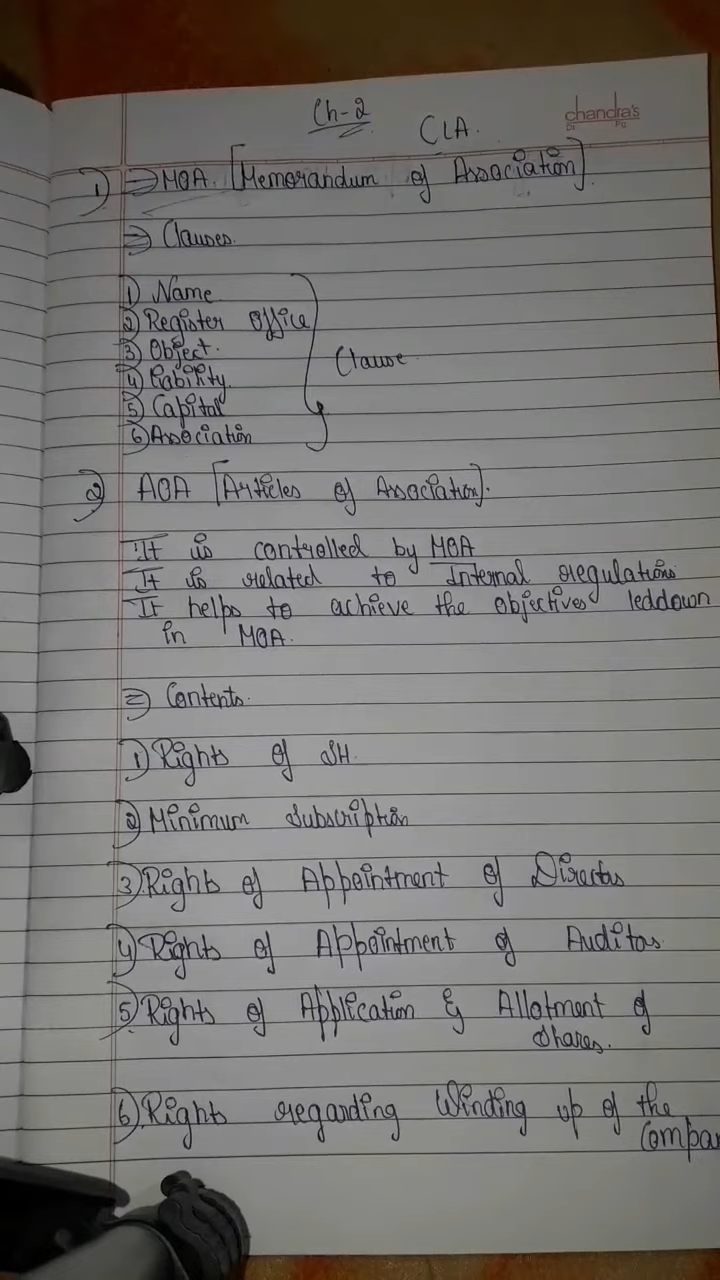 Ch-2
chandra's
CLA.
Dt
Pg
1) ⇒ MOA. [Memorandum of Association].
⇒ Clauses.
1) Name
2) Register office
3) Object.
4) Liability.
5) Capital
6) Association
Clause
2) AOA [Articles of Association].
It is controlled by MOA
It is related to Internal regulations
It helps to achieve the objectives leddown
in MOA.
⇒ Contents.
1) Rights of SH.
2) Minimum subscription
3) Rights of Appointment of Directors
4) Rights of Appointment of Auditors.
5) Rights of Application & Allotment of
shares.
6) Rights regarding Winding up of the
Compa